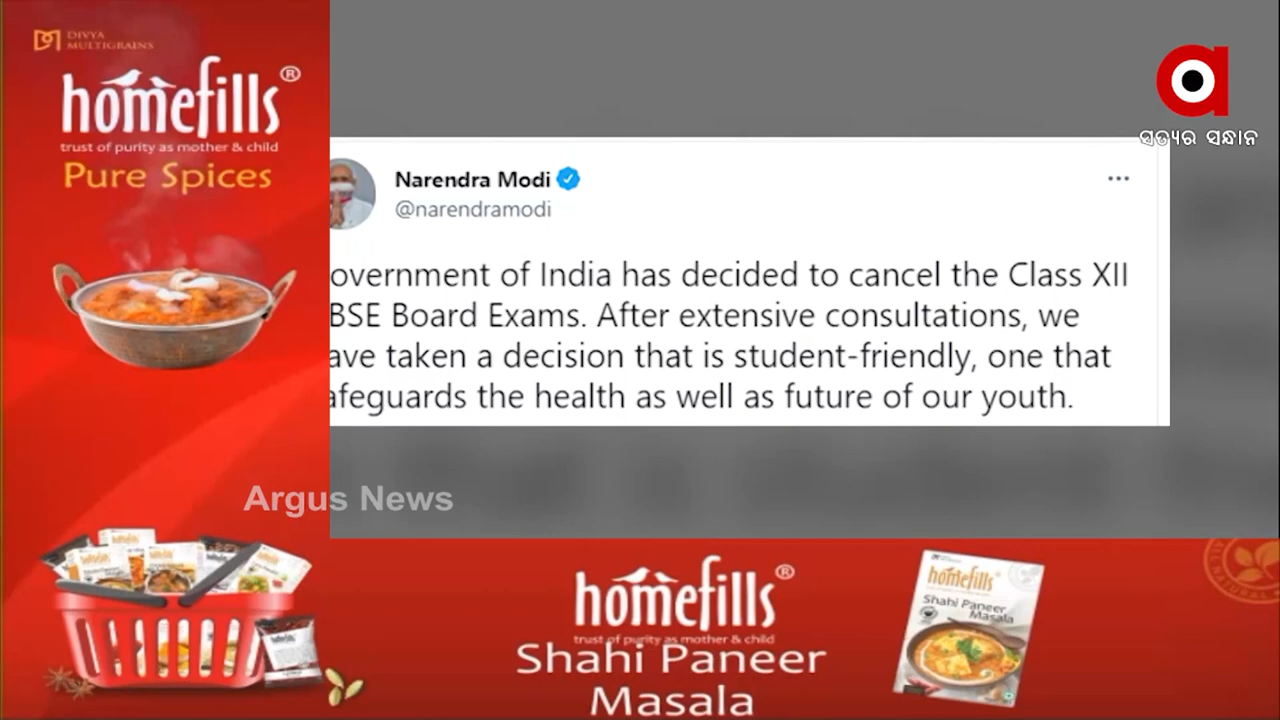 DIVYA
MULTIGRAINS
homefills®
trust of purity as mother & child
Pure Spices
ସତ୍ୟର ସନ୍ଧାନ
Narendra Modi
@narendramodi
overnment of India has decided to cancel the Class XII
BSE Board Exams. After extensive consultations, we
ave taken a decision that is student-friendly, one that
afeguards the health as well as future of our youth.
Argus News
homefills®
trust of purity as mother & child
Shahi Paneer
Masala
homefills
Shahi Paneer
Masala
ALL NATURAL